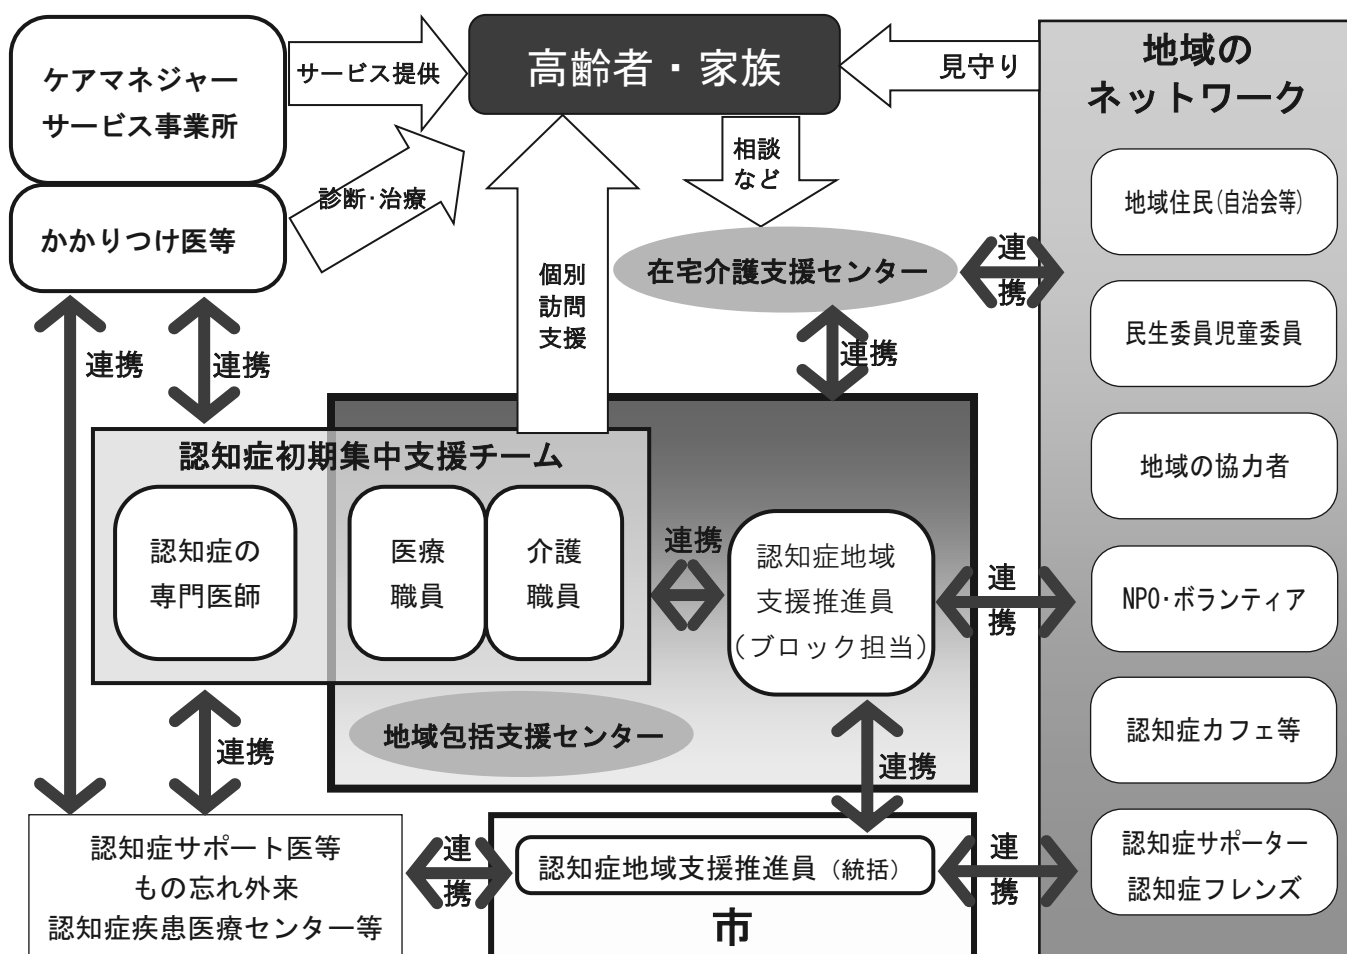 ケアマネジャー
サービス事業所
かかりつけ医等
サービス提供
診断・治療
高齢者・家族
見守り
相談
など
個別
訪問
支援
在宅介護支援センター
連
携
連携
連携
連携
地域の
ネットワーク
地域住民(自治会等)
民生委員児童委員
地域の協力者
NPO・ボランティア
認知症カフェ等
認知症サポーター
認知症フレンズ
認知症初期集中支援チーム
認知症の
専門医師
医療
職員
介護
職員
連携
認知症地域
支援推進員
(ブロック担当)
連
携
地域包括支援センター
連携
連携
認知症サポート医等
もの忘れ外来
認知症疾患医療センター等
連
携
認知症地域支援推進員(統括)
市
連
携